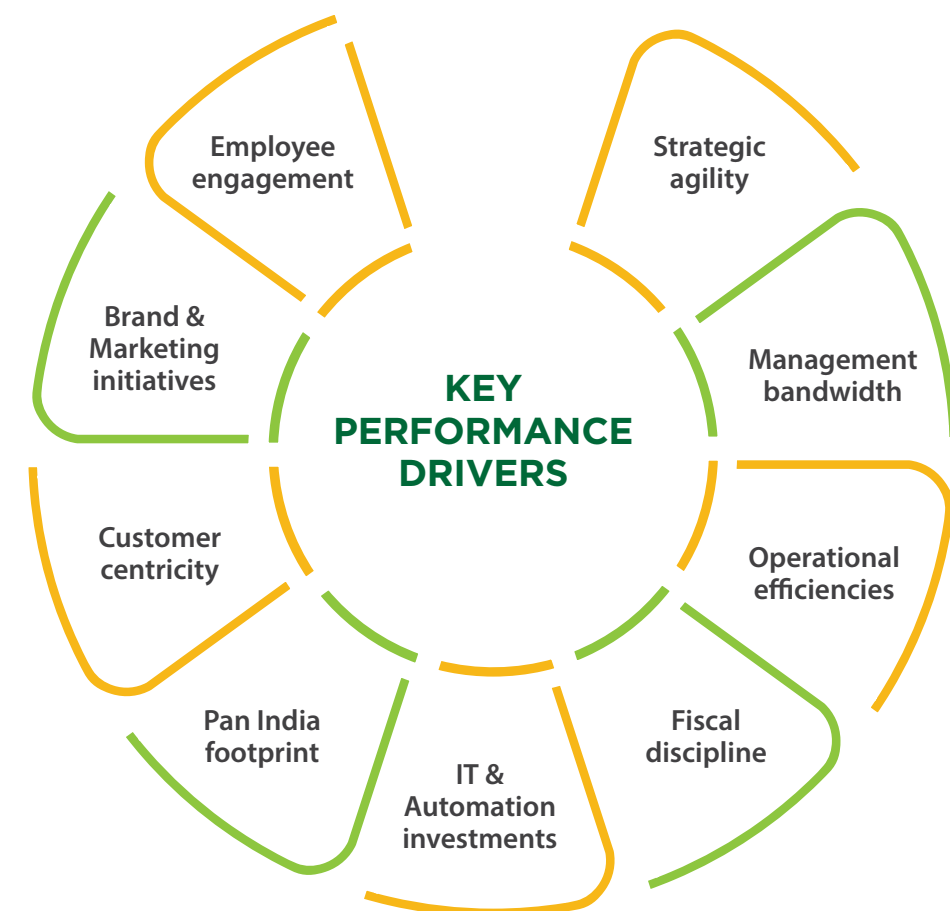 KEY
PERFORMANCE
DRIVERS
Strategic
agility
Management
bandwidth
Operational
efficiencies
Fiscal
discipline
IT &
Automation
investments
Pan India
footprint
Customer
centricity
Brand &
Marketing
initiatives
Employee
engagement